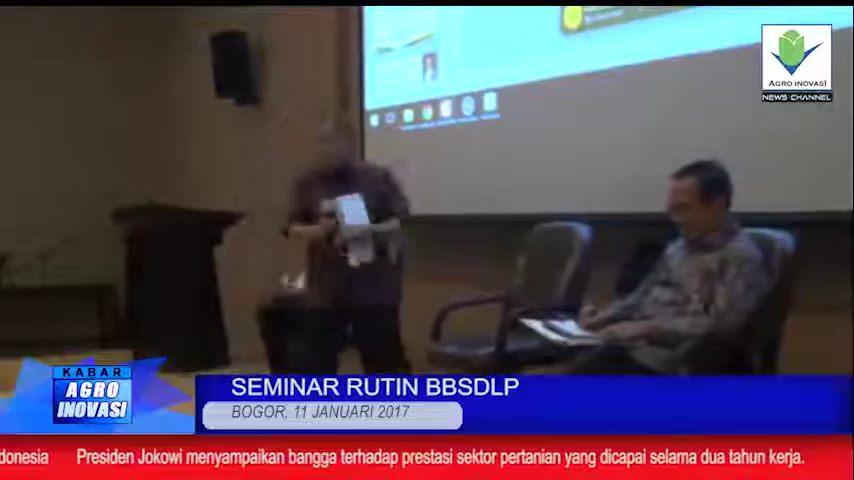 AGRO INOVASI
NEWS CHANNEL
KABAR
AGRO
INOVASI
SEMINAR RUTIN BBSDLP
BOGOR, 11 JANUARI 2017
donesia Presiden Jokowi menyampaikan bangga terhadap prestasi sektor pertanian yang dicapai selama dua tahun kerja.